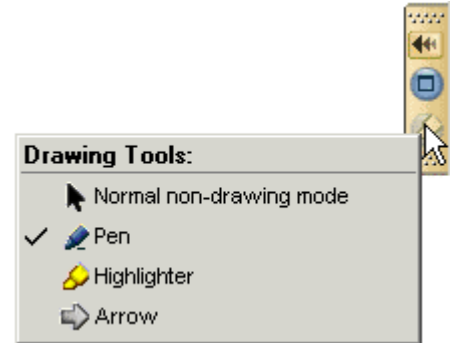 Drawing Tools:
Normal non-drawing mode
Pen
Highlighter
Arrow